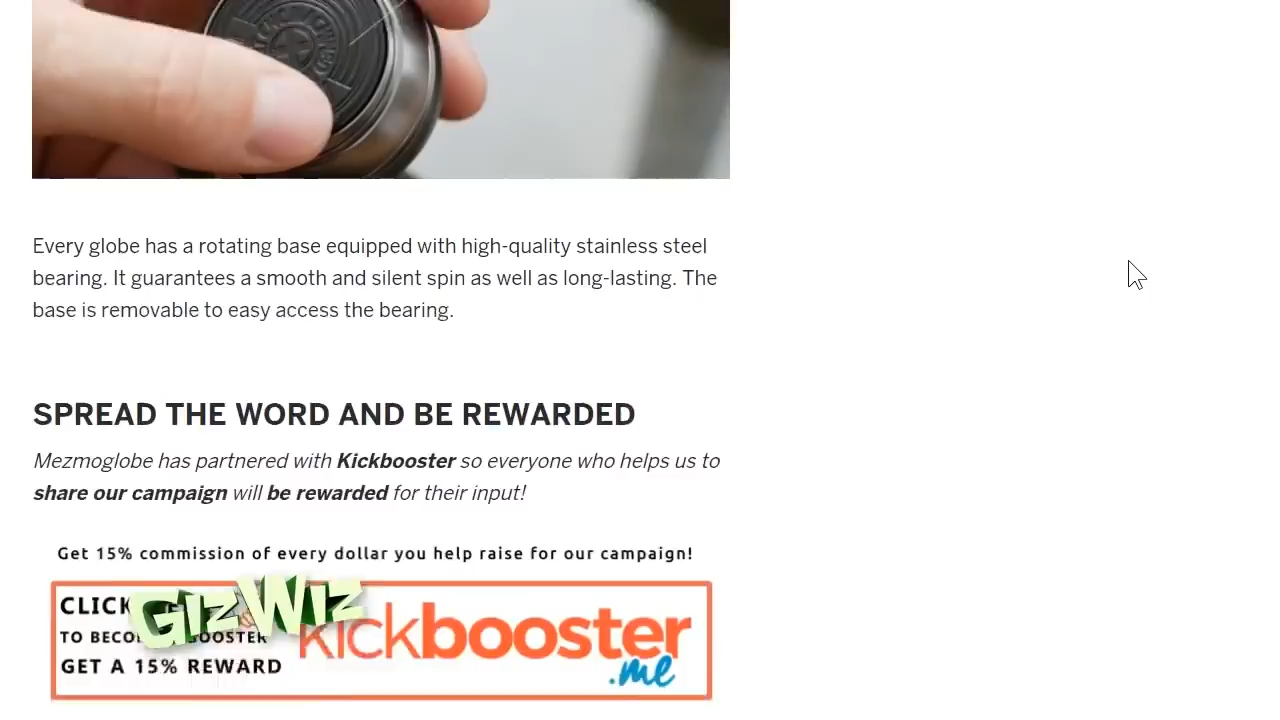 Every globe has a rotating base equipped with high-quality stainless steel
bearing. It guarantees a smooth and silent spin as well as long-lasting. The
base is removable to easy access the bearing.
SPREAD THE WORD AND BE REWARDED
Mezmoglobe has partnered with Kickbooster so everyone who helps us to
share our campaign will be rewarded for their input!
Get 15% commission of every dollar you help raise for our campaign!
CLICK
TO BOOSTER
GET A 15% REWARD
GIZWIZ
kickbooster
.me